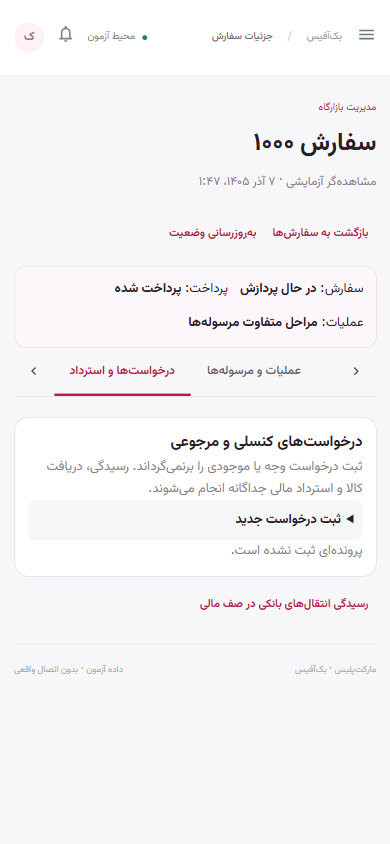 بک‌آفیس / جزئیات سفارش محیط آزمون ک
مدیریت بازارگاه
سفارش ۱۰۰۰
مشاهده‌گر آزمایشی · ۷ آذر ۱۴۰۵، ۱:۴۷
بازگشت به سفارش‌ها به‌روزرسانی وضعیت
سفارش: در حال پردازش پرداخت: پرداخت شده
عملیات: مراحل متفاوت مرسوله‌ها
عملیات و مرسوله‌ها درخواست‌ها و استرداد
درخواست‌های کنسلی و مرجوعی
ثبت درخواست وجه یا موجودی را برنمی‌گرداند. رسیدگی، دریافت
کالا و استرداد مالی جداگانه انجام می‌شوند.
ثبت درخواست جدید
پرونده‌ای ثبت نشده است.
رسیدگی انتقال‌های بانکی در صف مالی
مارکت‌پلیس · بک‌آفیس داده آزمون · بدون اتصال واقعی